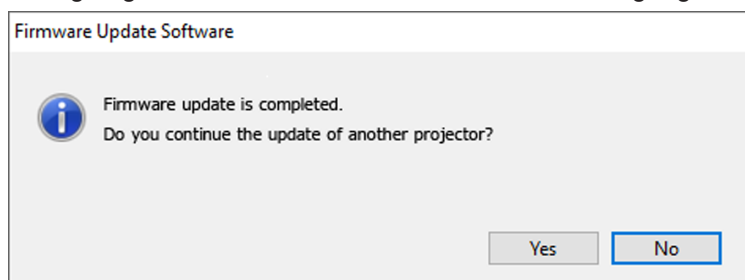 Firmware Update Software
Firmware update is completed.
Do you continue the update of another projector?
Yes No